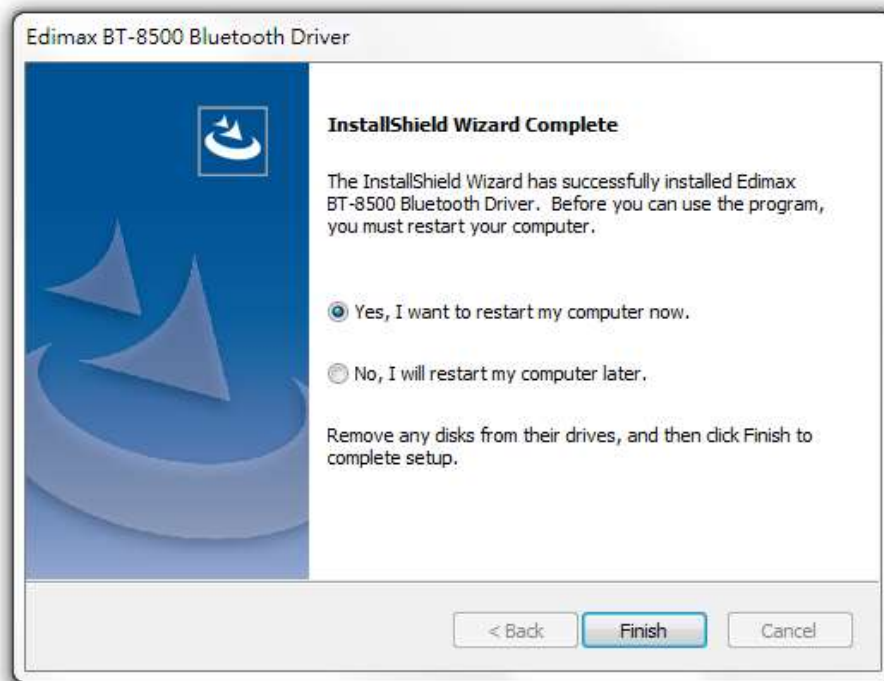 Edimax BT-8500 Bluetooth Driver
InstallShield Wizard Complete
The InstallShield Wizard has successfully installed Edimax
BT-8500 Bluetooth Driver.  Before you can use the program,
you must restart your computer.
Yes, I want to restart my computer now.
No, I will restart my computer later.
Remove any disks from their drives, and then click Finish to
complete setup.
< Back
Finish
Cancel